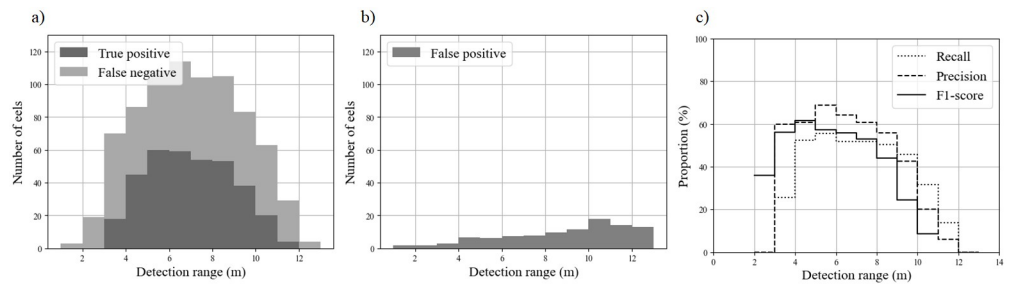 a)
True positive
False negative
Number of eels
0
20
40
60
80
100
120
2
4
6
8
10
12
Detection range (m)
b)
False positive
Number of eels
0
20
40
60
80
100
120
2
4
6
8
10
12
Detection range (m)
c)
Recall
Precision
F1-score
Proportion (%)
0
20
40
60
80
100
0
2
4
6
8
10
12
14
Detection range (m)